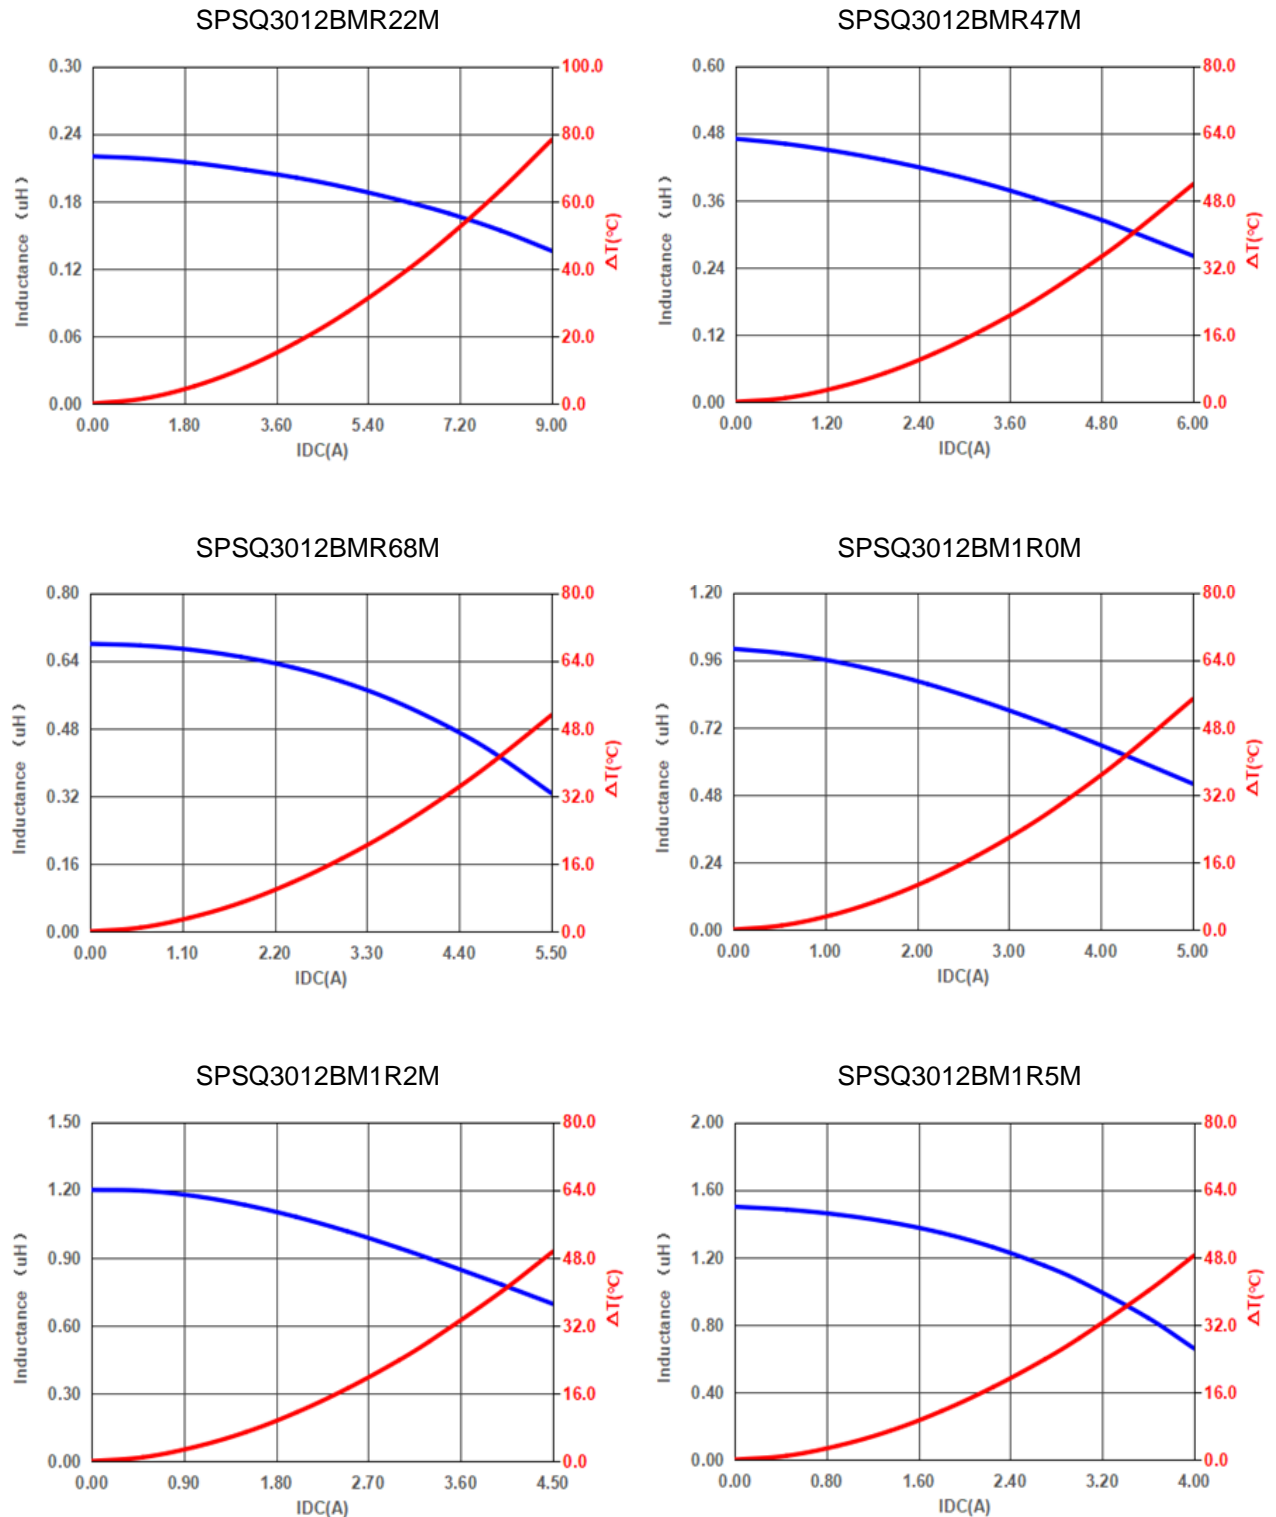 SPSQ3012BMR22M
0.30
0.24
0.18
0.12
0.06
0.00
Inductance (uH)
100.0
80.0
60.0
40.0
20.0
0.0
ΔT(℃)
0.00 1.80 3.60 5.40 7.20 9.00
IDC(A)
SPSQ3012BMR47M
0.60
0.48
0.36
0.24
0.12
0.00
Inductance (uH)
80.0
64.0
48.0
32.0
16.0
0.0
ΔT(℃)
0.00 1.20 2.40 3.60 4.80 6.00
IDC(A)
SPSQ3012BMR68M
0.80
0.64
0.48
0.32
0.16
0.00
Inductance (uH)
80.0
64.0
48.0
32.0
16.0
0.0
ΔT(℃)
0.00 1.10 2.20 3.30 4.40 5.50
IDC(A)
SPSQ3012BM1R0M
1.20
0.96
0.72
0.48
0.24
0.00
Inductance (uH)
80.0
64.0
48.0
32.0
16.0
0.0
ΔT(℃)
0.00 1.00 2.00 3.00 4.00 5.00
IDC(A)
SPSQ3012BM1R2M
1.50
1.20
0.90
0.60
0.30
0.00
Inductance (uH)
80.0
64.0
48.0
32.0
16.0
0.0
ΔT(℃)
0.00 0.90 1.80 2.70 3.60 4.50
IDC(A)
SPSQ3012BM1R5M
2.00
1.60
1.20
0.80
0.40
0.00
Inductance (uH)
80.0
64.0
48.0
32.0
16.0
0.0
ΔT(℃)
0.00 0.80 1.60 2.40 3.20 4.00
IDC(A)